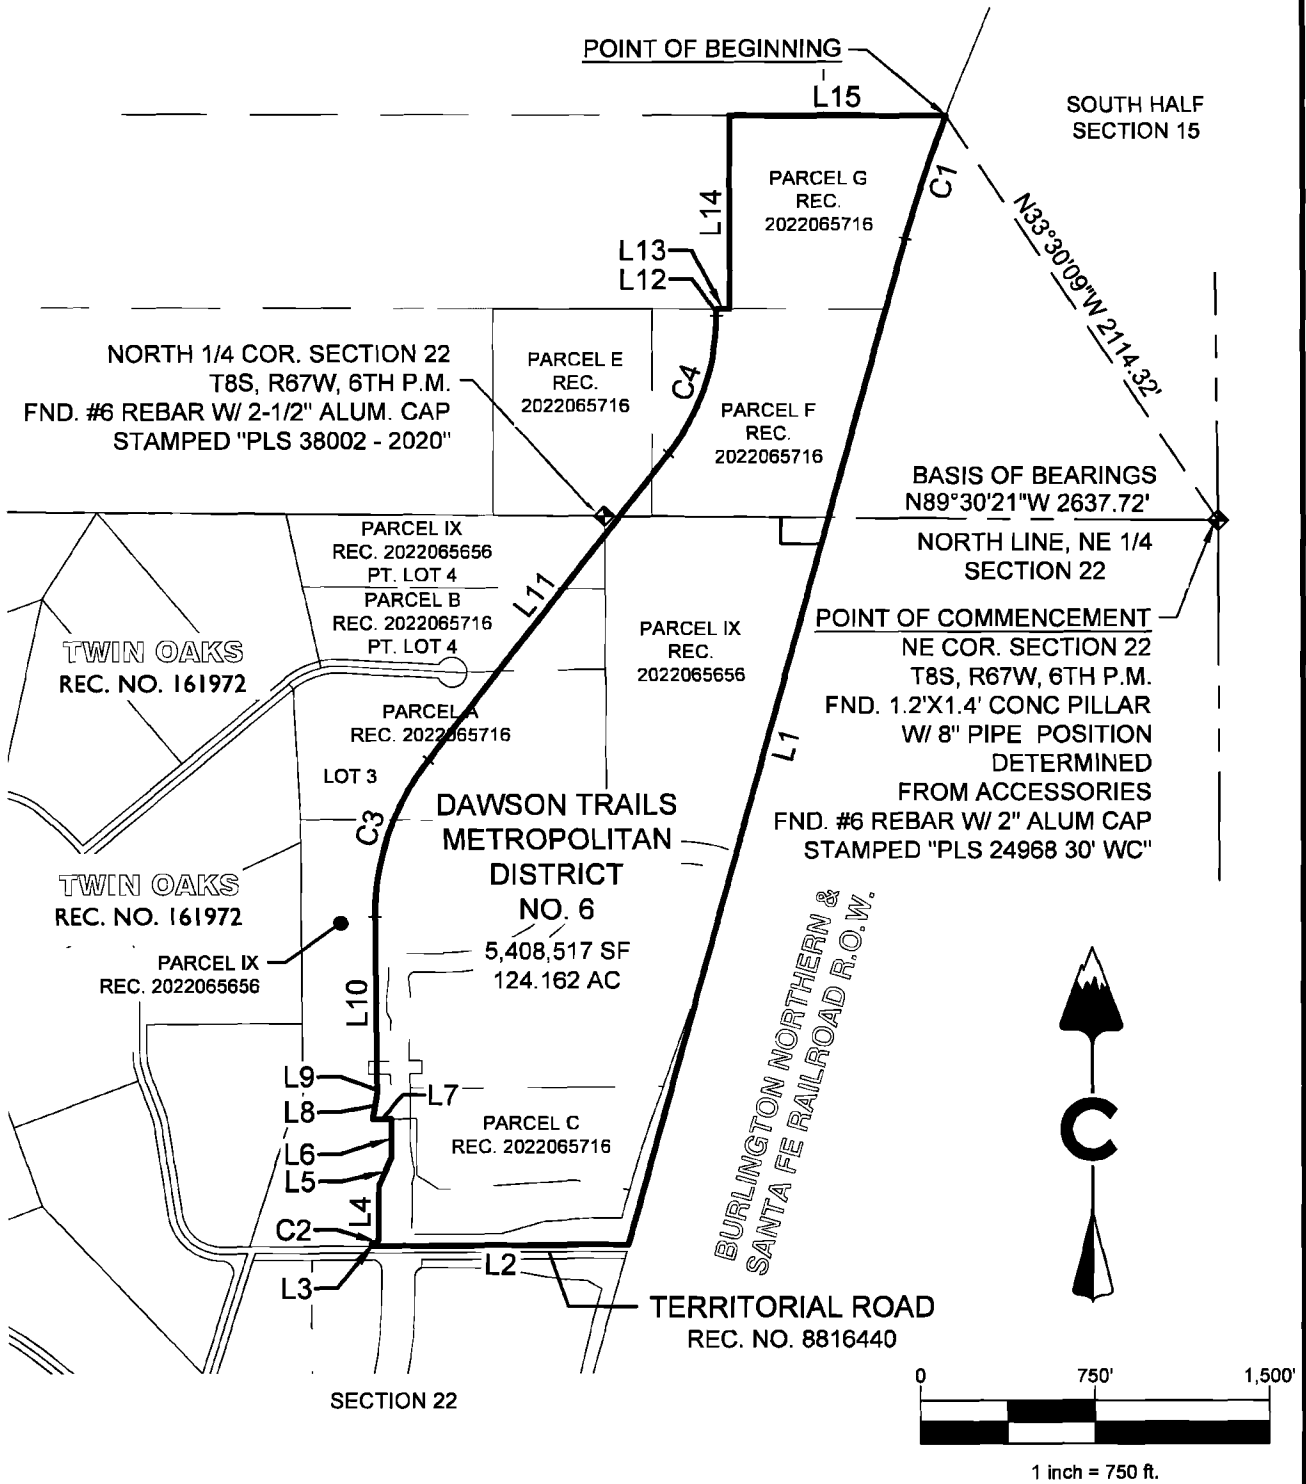 POINT OF BEGINNING
L15
SOUTH HALF
SECTION 15
PARCEL G
REC.
2022065716
C1
L14
N33°30'09"W 2114.32'
L13
L12
NORTH 1/4 COR. SECTION 22
T8S, R67W, 6TH P.M.
FND. #6 REBAR W/ 2-1/2" ALUM. CAP
STAMPED "PLS 38002 - 2020"
PARCEL E
REC.
2022065716
C4
PARCEL F
REC.
2022065716
BASIS OF BEARINGS
N89°30'21"W 2637.72'
NORTH LINE, NE 1/4
SECTION 22
PARCEL IX
REC. 2022065656
PT. LOT 4
L11
PARCEL B
REC. 2022065716
PT. LOT 4
TWIN OAKS
REC. NO. 161972
PARCEL IX
REC.
2022065656
POINT OF COMMENCEMENT
NE COR. SECTION 22
T8S, R67W, 6TH P.M.
FND. 1.2'X1.4' CONC PILLAR
W/ 8" PIPE POSITION
DETERMINED
FROM ACCESSORIES
FND. #6 REBAR W/ 2" ALUM CAP
STAMPED "PLS 24968 30' WC"
PARCEL A
REC. 2022065716
L1
LOT 3
C3
DAWSON TRAILS
METROPOLITAN
DISTRICT
NO. 6
5,408,517 SF
124.162 AC
TWIN OAKS
REC. NO. 161972
PARCEL IX
REC. 2022065656
BURLINGTON NORTHERN &
SANTA FE RAILROAD R.O.W.
L10
L9
L8
L7
PARCEL C
REC. 2022065716
L6
L5
L4
C2
L3
L2
C
TERRITORIAL ROAD
REC. NO. 8816440
SECTION 22
0 750' 1,500'
1 inch = 750 ft.